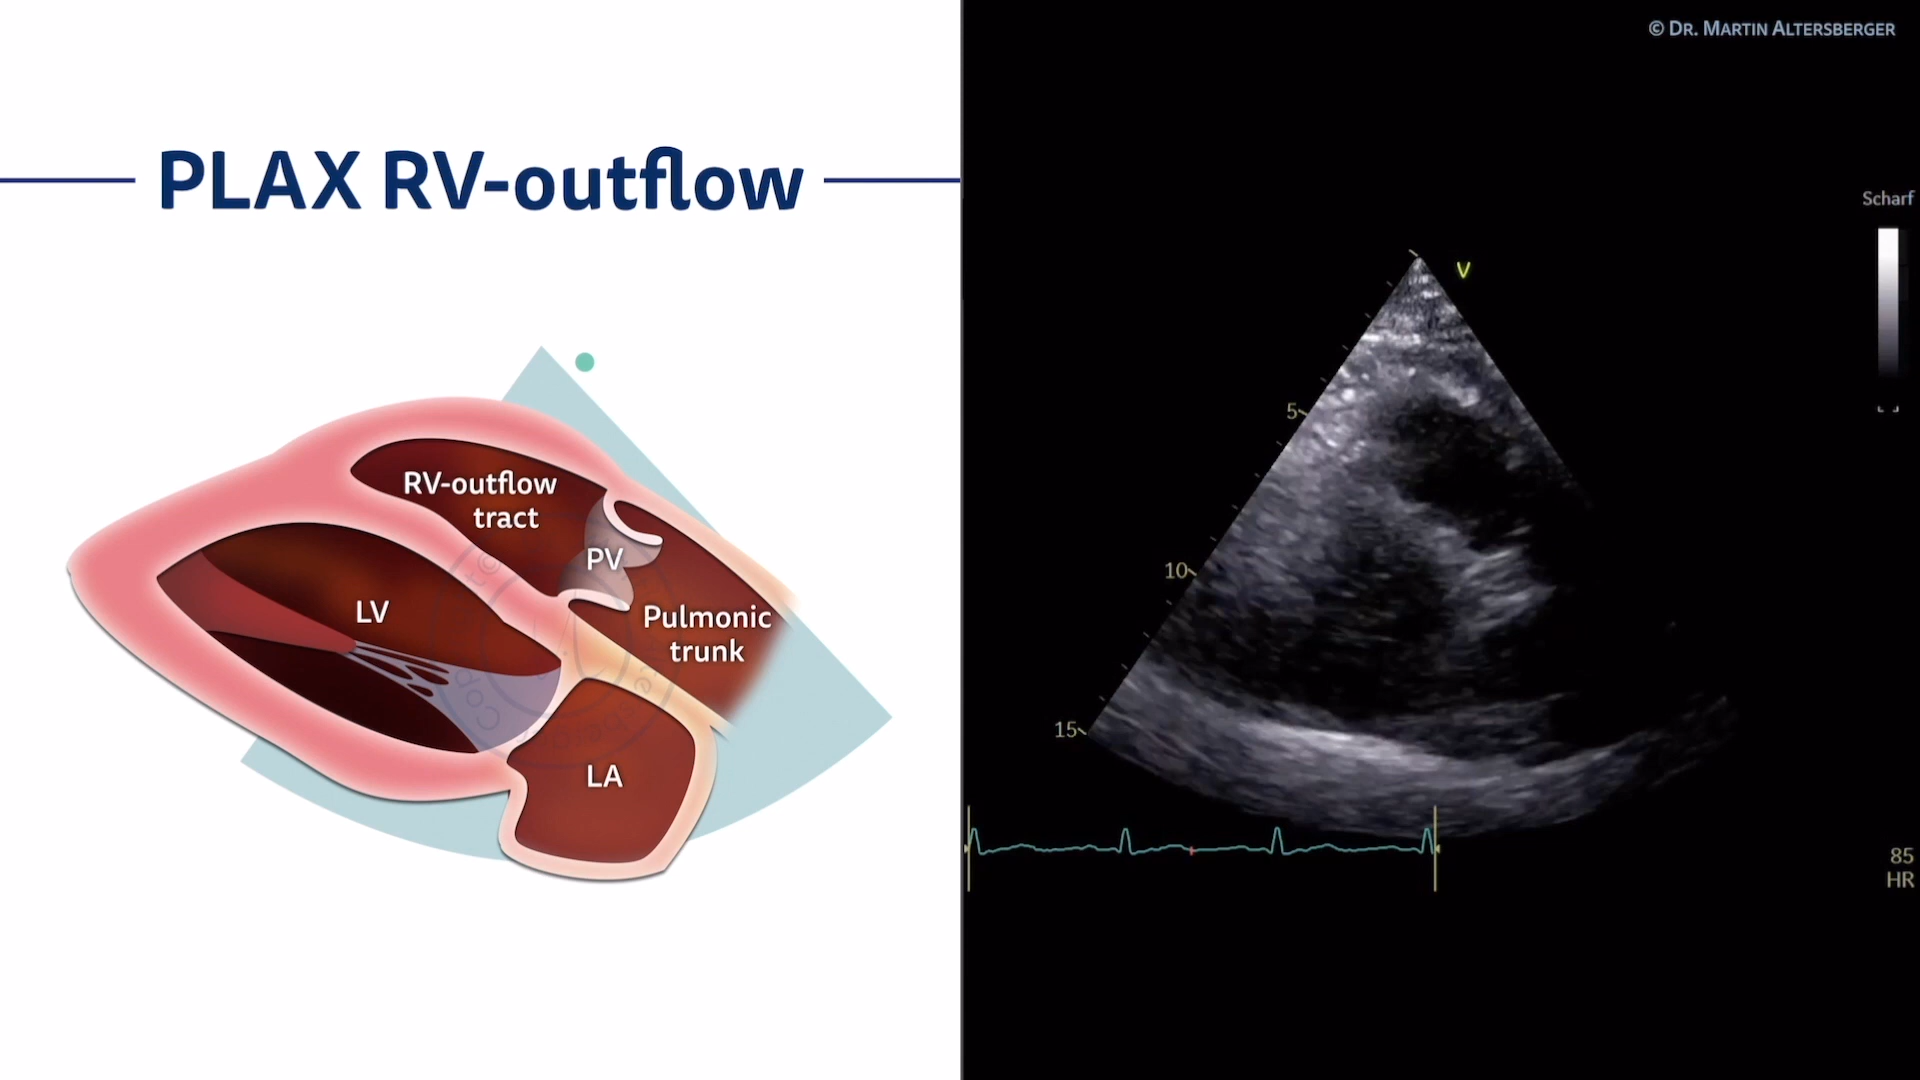 © DR. MARTIN ALTERSBERGER
PLAX RV-outflow
Scharf
V
5
RV-outflow
tract
PV
10
LV
Pulmonic
trunk
15
LA
85
HR